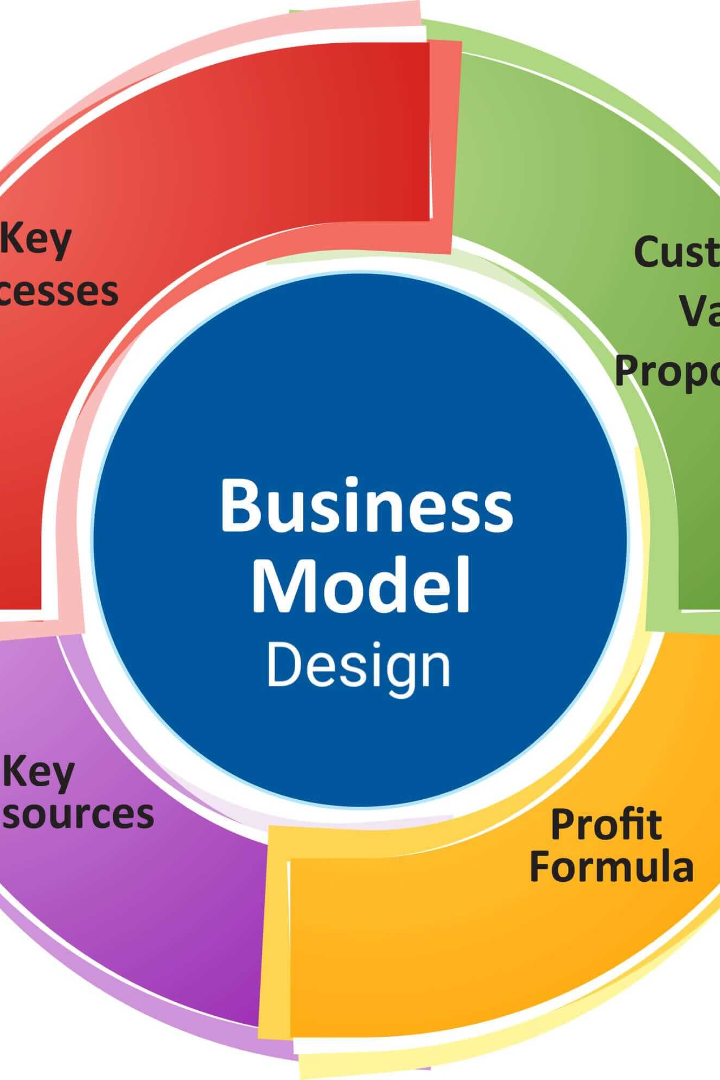 Key
cesses
Cust
Va
Propo
Business
Model
Design
Key
sources
Profit
Formula